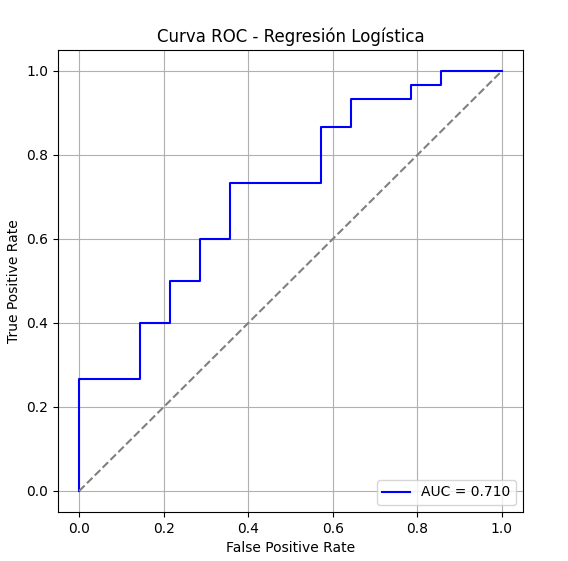 Curva ROC - Regresión Logística
1.0
0.8
0.6
0.4
0.2
0.0
True Positive Rate
AUC = 0.710
0.0 0.2 0.4 0.6 0.8 1.0
False Positive Rate